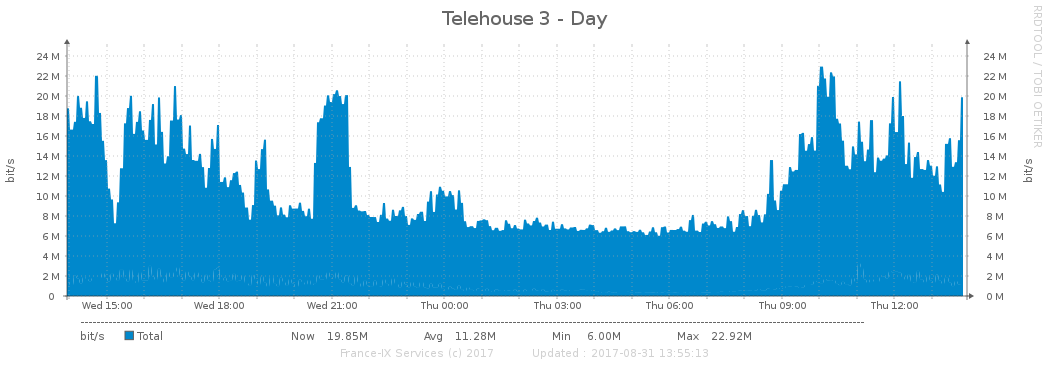 Telehouse 3 - Day
RRDTOOL / TOBI OETIKER
24 M 24 M
22 M 22 M
20 M 20 M
18 M 18 M
16 M 16 M
14 M 14 M
12 M 12 M
10 M 10 M
8 M 8 M
6 M 6 M
4 M 4 M
2 M 2 M
0 0 M
bit/s bit/s
Wed 15:00 Wed 18:00 Wed 21:00 Thu 00:00 Thu 03:00 Thu 06:00 Thu 09:00 Thu 12:00
bit/s Total Now 19.85M Avg 11.28M Min 6.00M Max 22.92M
France-IX Services (c) 2017 Updated : 2017-08-31 13:55:13